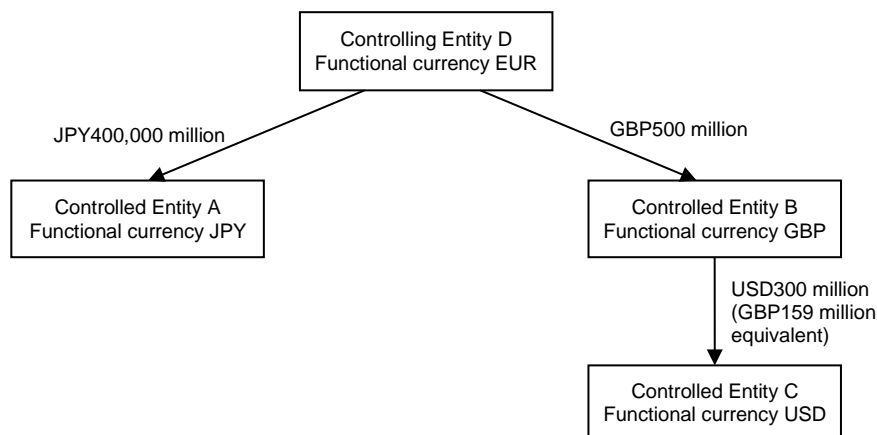 Controlling Entity D
Functional currency EUR
JPY400,000 million
GBP500 million
Controlled Entity A
Functional currency JPY
Controlled Entity B
Functional currency GBP
USD300 million
(GBP159 million
equivalent)
Controlled Entity C
Functional currency USD